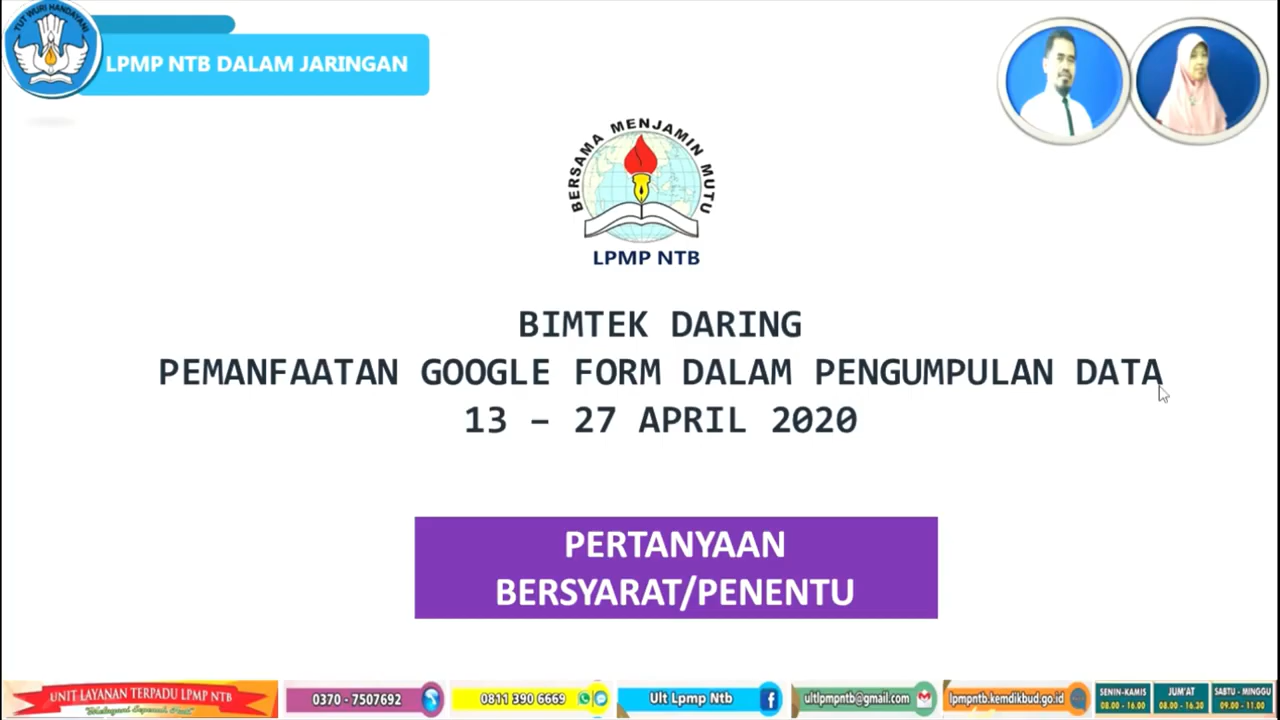 TUT WURI HANDAYANI
LPMP NTB DALAM JARINGAN
BERSAMA MENJAMIN MUTU
LPMP NTB
BIMTEK DARING
PEMANFAATAN GOOGLE FORM DALAM PENGUMPULAN DATA
13 – 27 APRIL 2020
PERTANYAAN
BERSYARAT/PENENTU
UNIT LAYANAN TERPADU LPMP NTB
0370 - 7507692
0811 390 6669
Ult Lpmp Ntb
ultlpmpntb@gmail.com
lpmpntb.kemdikbud.go.id
SENIN-KAMIS
08.00 - 16.00
JUM'AT
08.00 - 16.30
SABTU - MINGGU
09.00 - 11.00